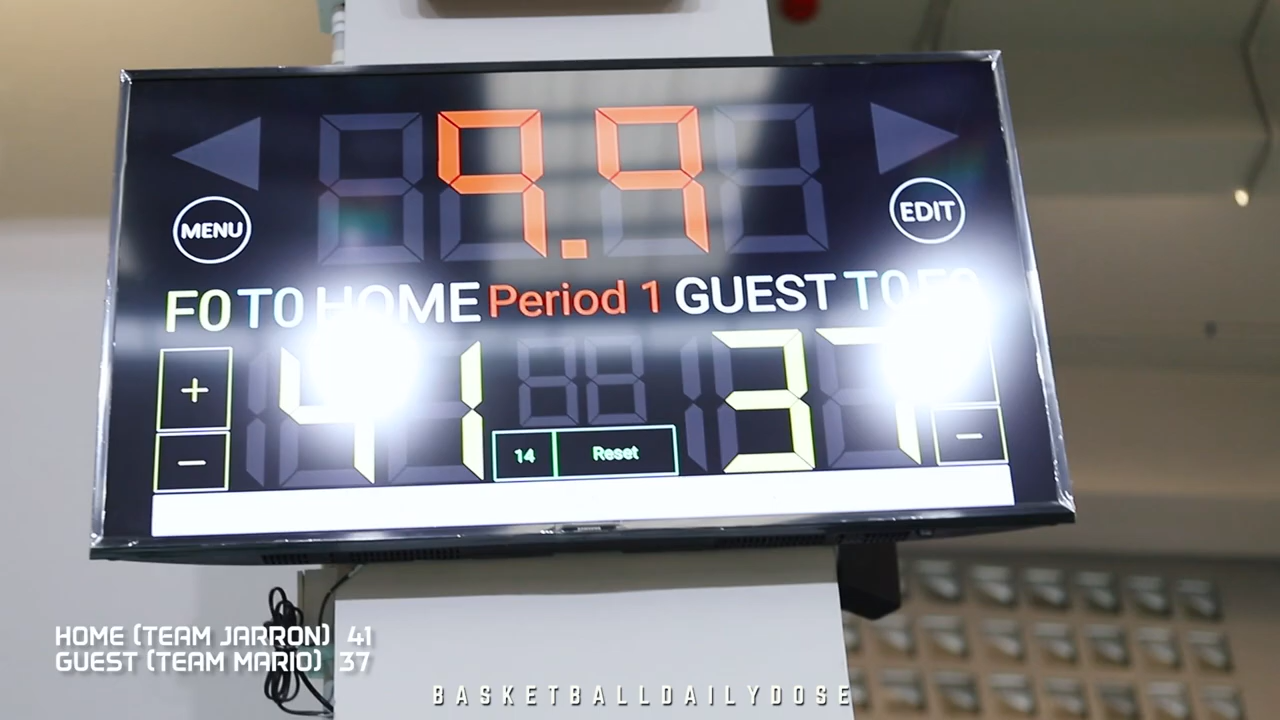 9.9
MENU
EDIT
F0 T0 HOME Period 1 GUEST T0 F0
+ 41 37
- 14 Reset -
HOME (TEAM JARRON) 41
GUEST (TEAM MARIO) 37
BASKETBALLDAILYDOSE